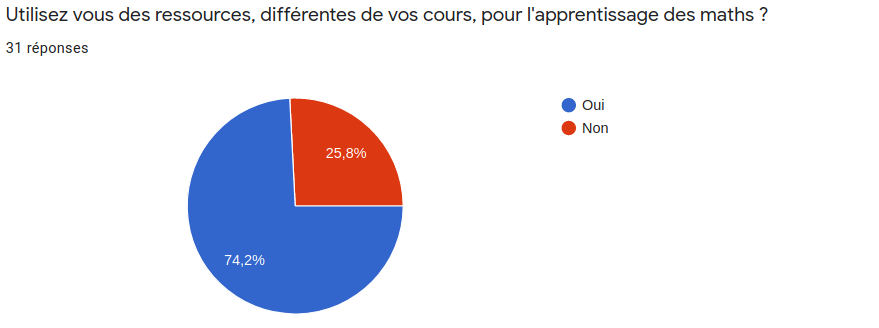 Utilisez vous des ressources, différentes de vos cours, pour l'apprentissage des maths ?
31 réponses
Oui
Non
25,8%
74,2%